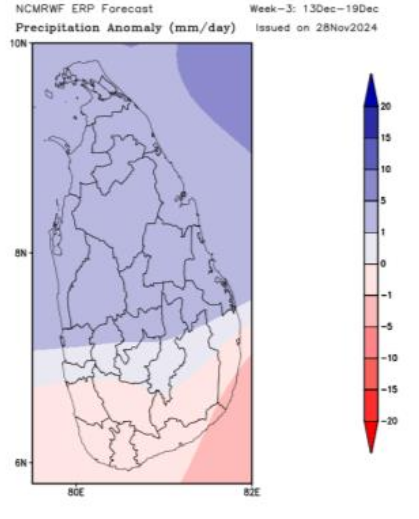 NCMRWF ERP Forecast
Week-3: 13Dec-19Dec
Precipitation Anomaly (mm/day)
Issued on 28Nov2024
10N
8N
6N
80E
82E
20
15
10
5
1
0
-1
-5
-10
-15
-20